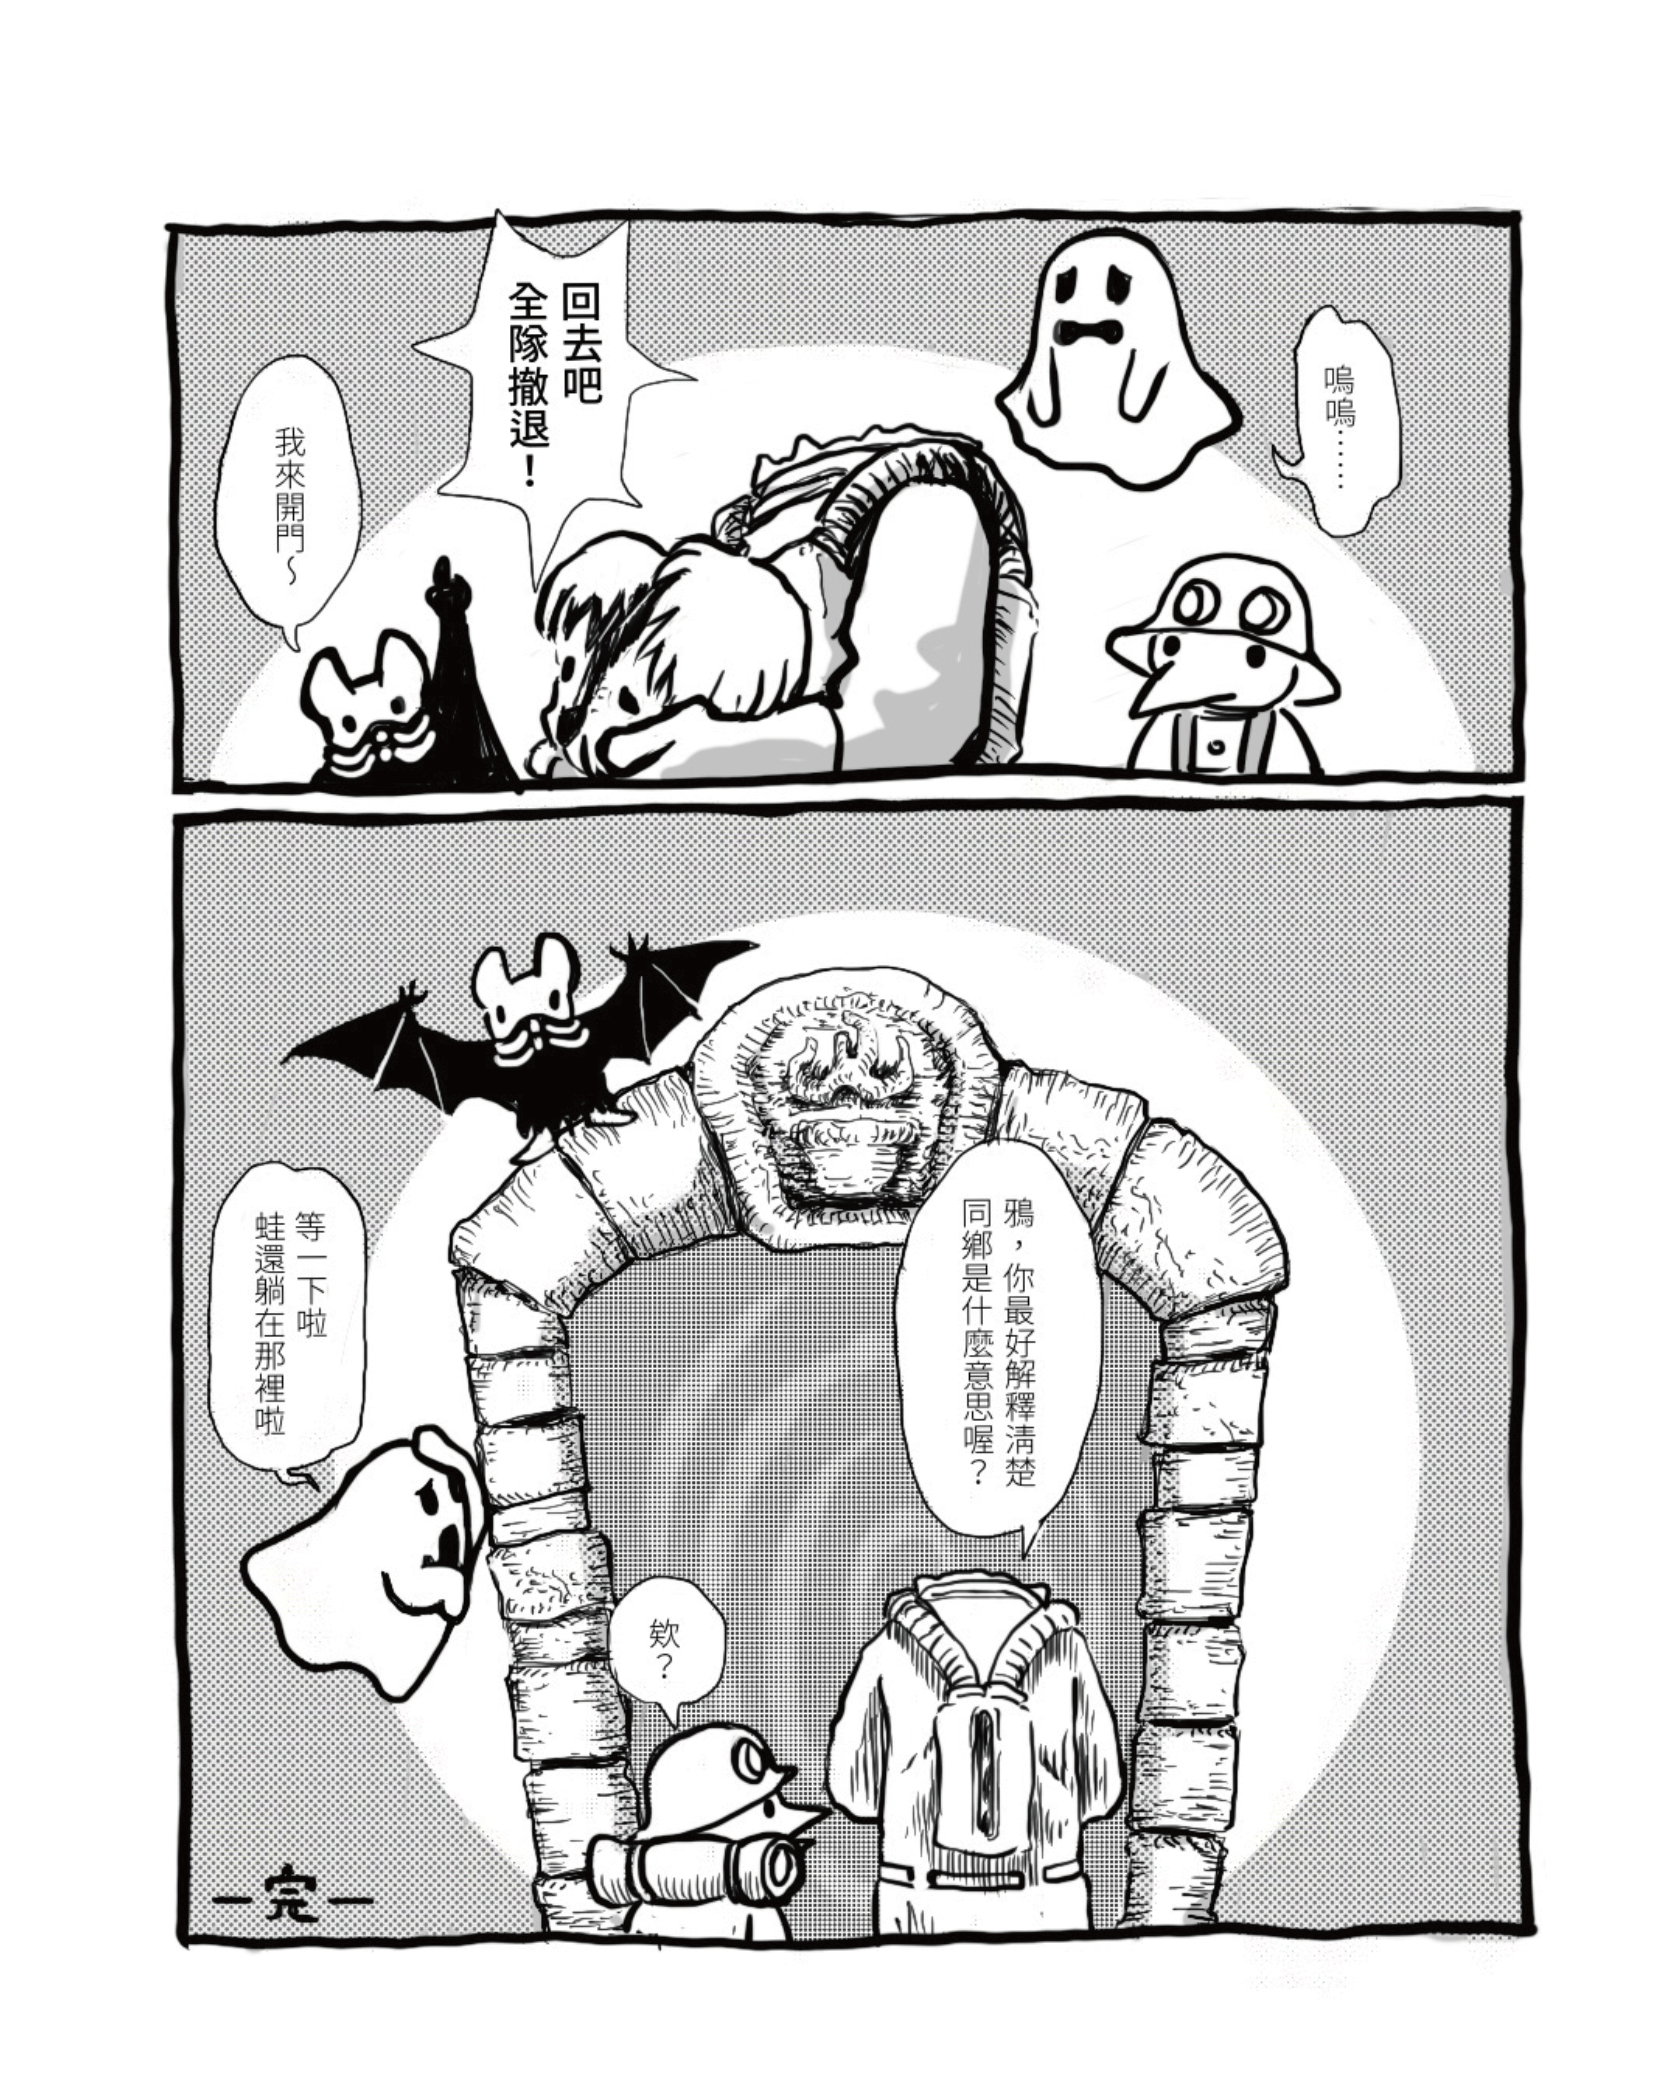 嗚嗚……
回去吧
全隊撤退！
我來開門～
鴉，你最好解釋清楚
同鄉是什麼意思喔？
等一下啦
蛙還躺在那裡啦
欸？
—完—